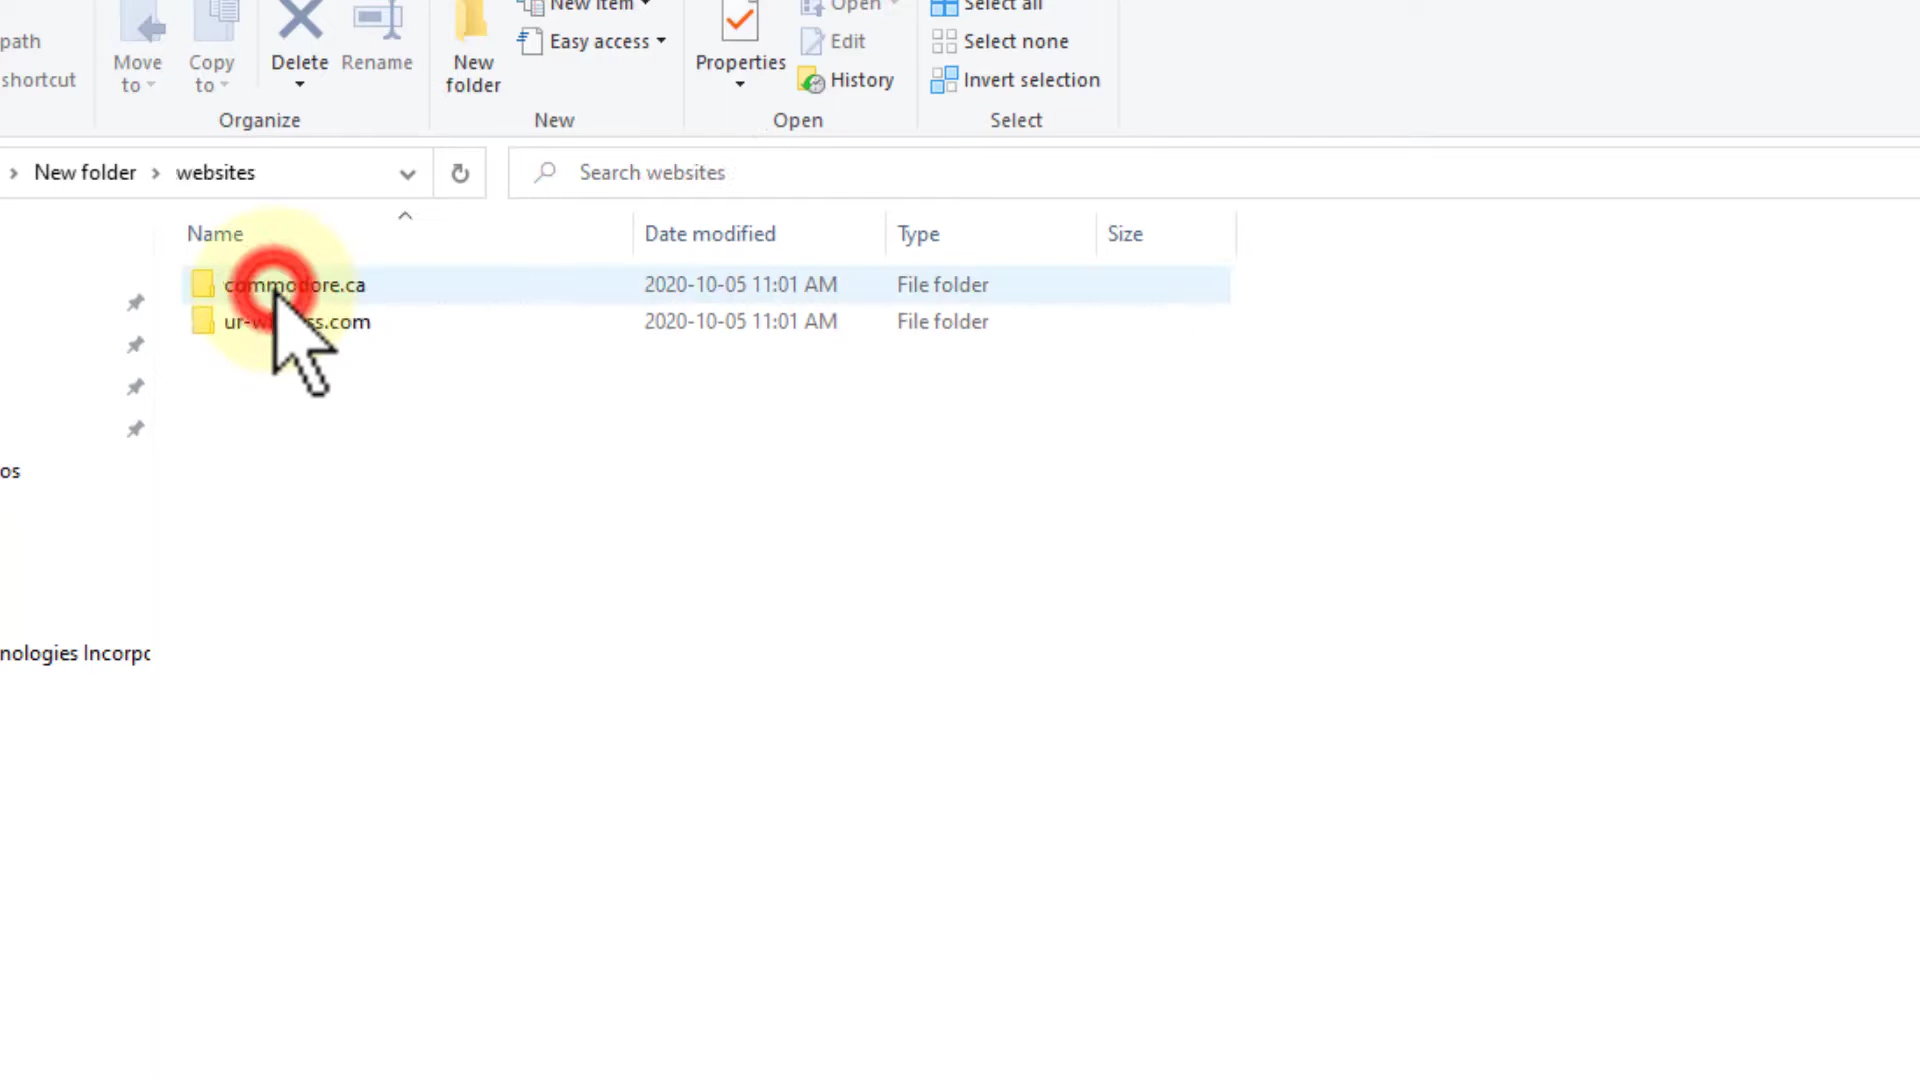 New item
Open
Select all
path
Easy access
Edit
Select none
shortcut
Move to
Copy to
Delete
Rename
New folder
Properties
History
Invert selection
Organize
New
Open
Select
New folder
websites
Search websites
Name
Date modified
Type
Size
commodore.ca
2020-10-05 11:01 AM
File folder
2020-10-05 11:01 AM
File folder
os
nologies Incorpo